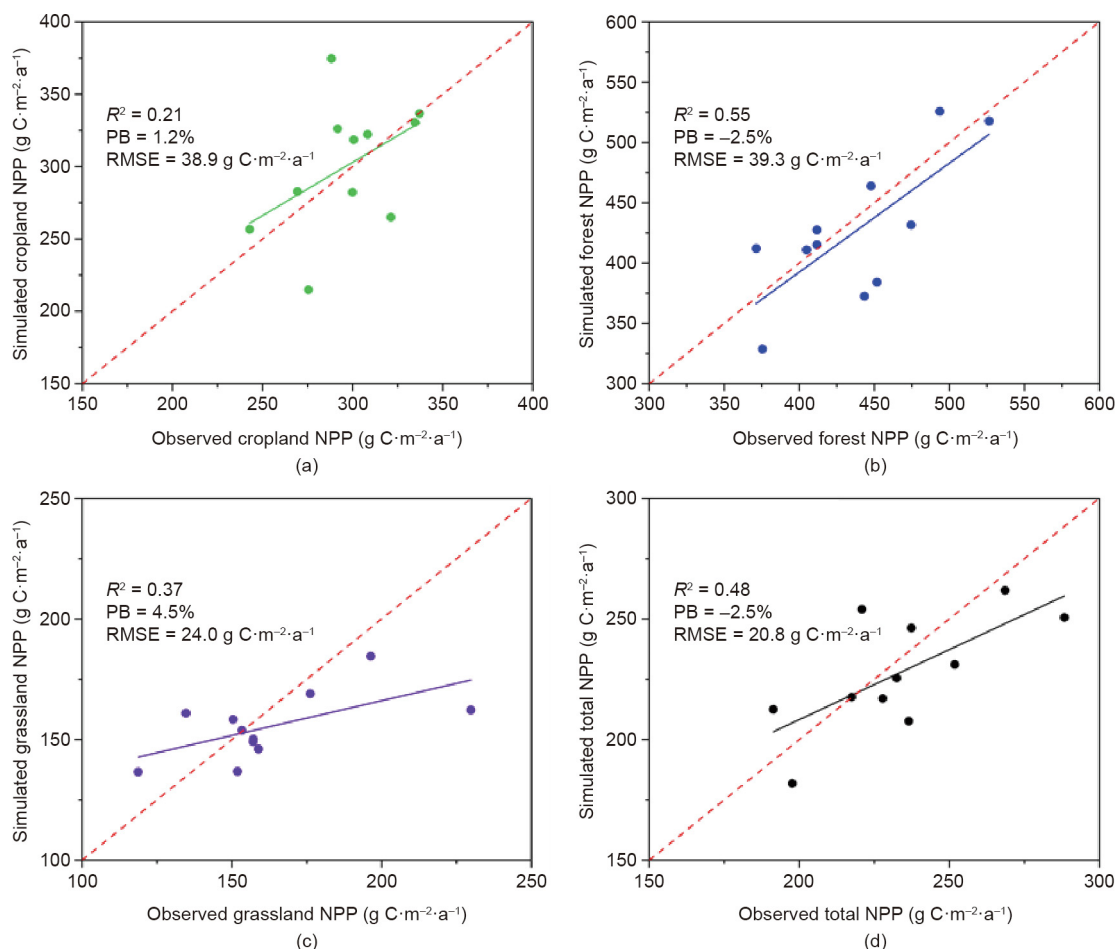 400
350
300
250
200
150
Simulated cropland NPP (g C·m⁻²·a⁻¹)
R² = 0.21
PB = 1.2%
RMSE = 38.9 g C·m⁻²·a⁻¹
150 200 250 300 350 400
Observed cropland NPP (g C·m⁻²·a⁻¹)
(a)
600
550
500
450
400
350
300
Simulated forest NPP (g C·m⁻²·a⁻¹)
R² = 0.55
PB = –2.5%
RMSE = 39.3 g C·m⁻²·a⁻¹
300 350 400 450 500 550 600
Observed forest NPP (g C·m⁻²·a⁻¹)
(b)
250
200
150
100
Simulated grassland NPP (g C·m⁻²·a⁻¹)
R² = 0.37
PB = 4.5%
RMSE = 24.0 g C·m⁻²·a⁻¹
100 150 200 250
Observed grassland NPP (g C·m⁻²·a⁻¹)
(c)
300
250
200
150
Simulated total NPP (g C·m⁻²·a⁻¹)
R² = 0.48
PB = –2.5%
RMSE = 20.8 g C·m⁻²·a⁻¹
150 200 250 300
Observed total NPP (g C·m⁻²·a⁻¹)
(d)